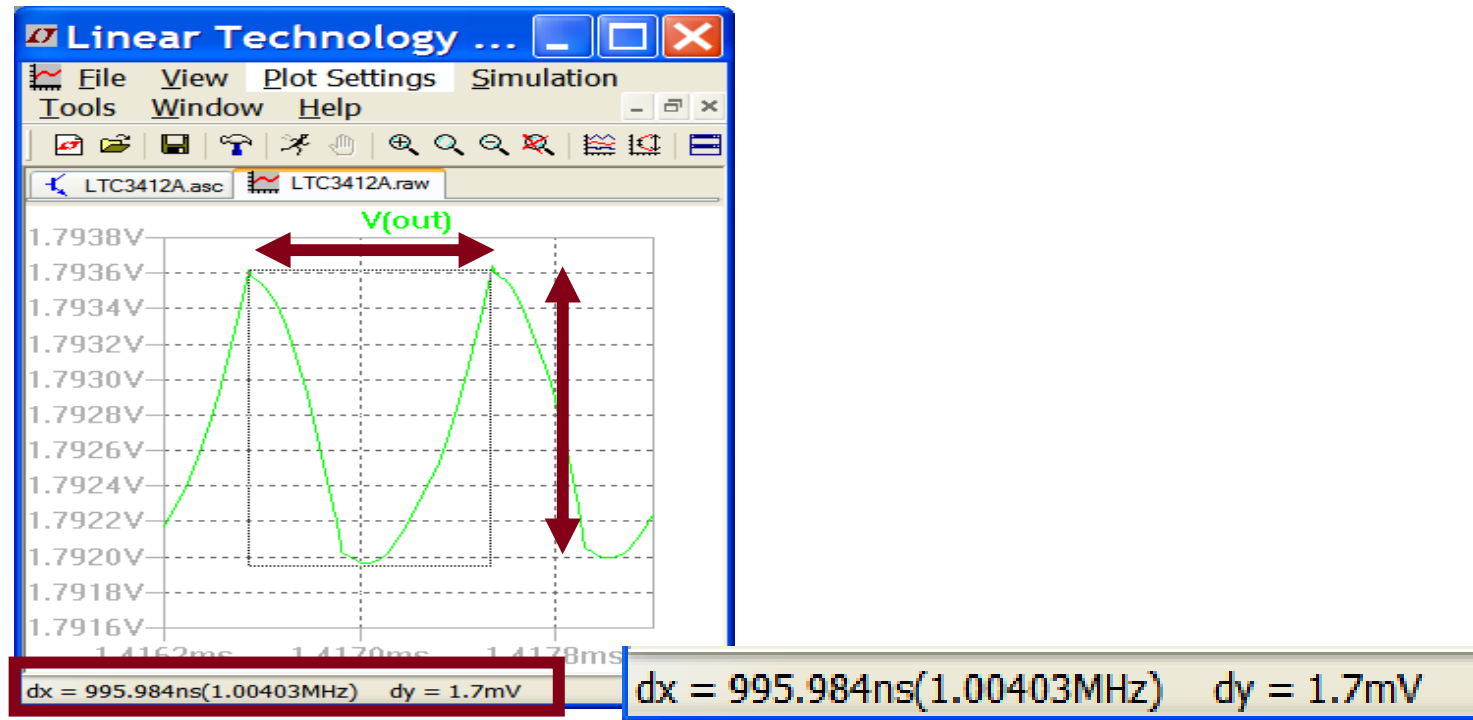 Linear Technology ...
File View Plot Settings Simulation
Tools Window Help
LTC3412A.asc LTC3412A.raw
V(out)
1.7938V
1.7936V
1.7934V
1.7932V
1.7930V
1.7928V
1.7926V
1.7924V
1.7922V
1.7920V
1.7918V
1.7916V
1.4162ms 1.4170ms 1.4178ms
dx = 995.984ns(1.00403MHz) dy = 1.7mV
dx = 995.984ns(1.00403MHz) dy = 1.7mV